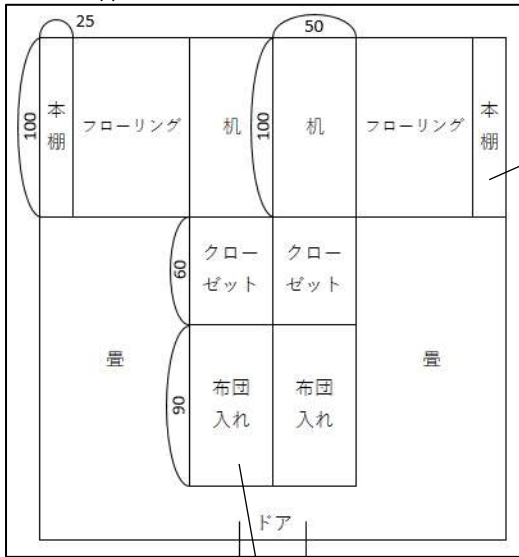 25
50
100
本棚
フローリング
机
100
机
フローリング
本棚
60
クローゼット
クローゼット
畳
90
布団入れ
布団入れ
畳
ドア